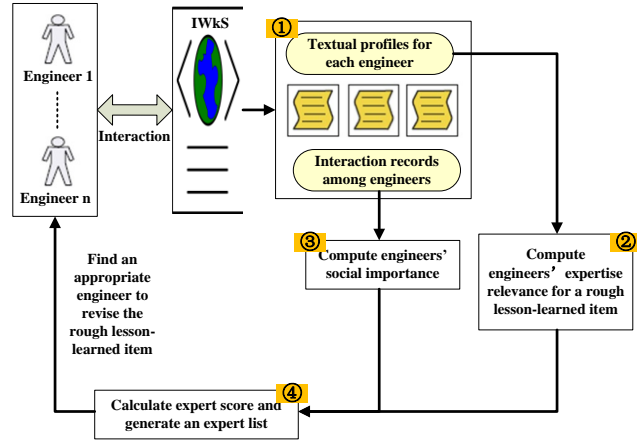 Engineer 1
Engineer n
Interaction
IWkS
①
Textual profiles for
each engineer
Interaction records
among engineers
③
Compute engineers'
social importance
②
Compute
engineers’ expertise
relevance for a rough
lesson-learned item
Find an
appropriate
engineer to
revise the
rough lesson-
learned item
④
Calculate expert score and
generate an expert list